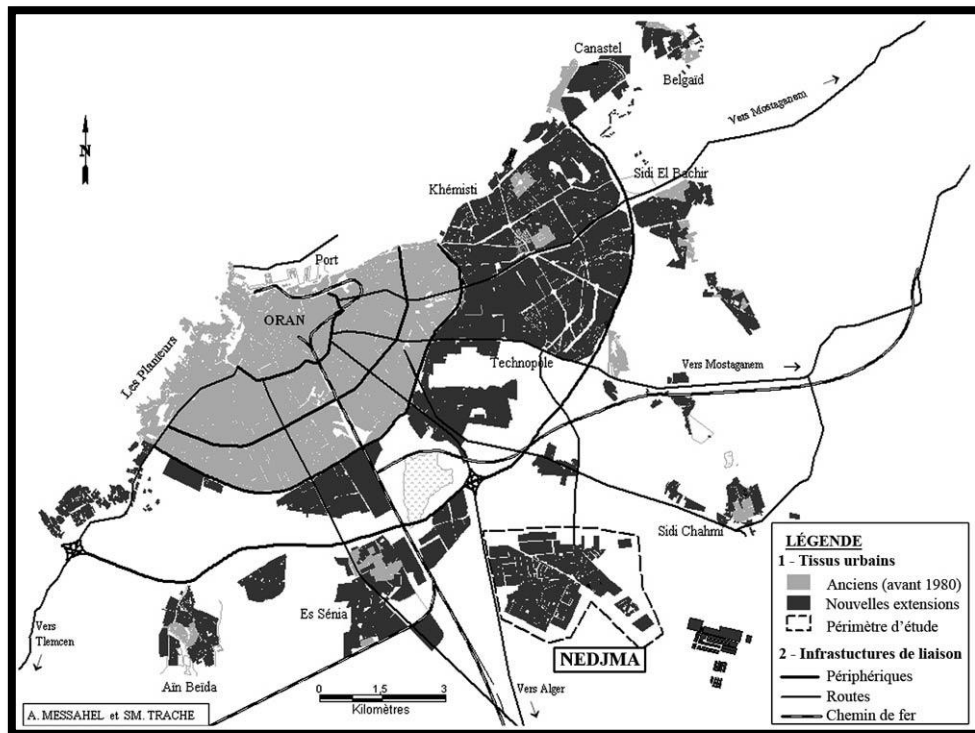 Canastel
Belgaïd
Vers Mostaganem
N
Sidi El Bachir
Khémisti
Port
ORAN
Les Planteurs
Technopôle
Vers Mostaganem
Sidi Chahmi
Es Sénia
Vers
Tlemcen
Aïn Beïda
NEDJMA
Vers Alger
0 1,5 3
Kilomètres
A. MESSAHEL et SM. TRACHE
LÉGENDE
1 - Tissus urbains
Anciens (avant 1980)
Nouvelles extensions
Périmètre d'étude
2 - Infrastuctures de liaison
Périphériques
Routes
Chemin de fer